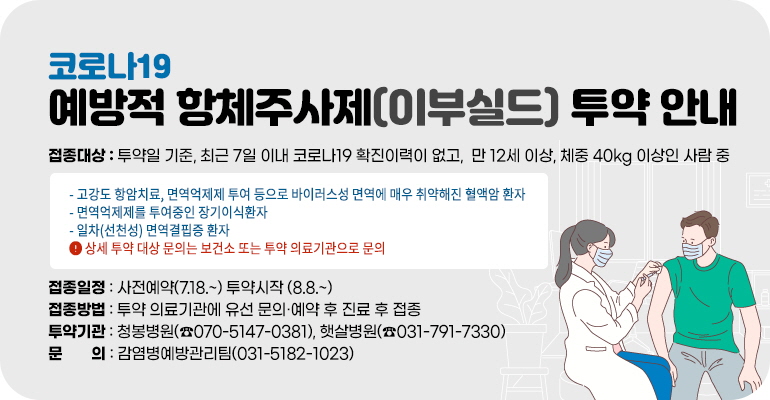 코로나19
예방적 항체주사제(이부실드) 투약 안내
접종대상 : 투약일 기준, 최근 7일 이내 코로나19 확진이력이 없고, 만 12세 이상, 체중 40kg 이상인 사람 중
- 고강도 항암치료, 면역억제제 투여 등으로 바이러스성 면역에 매우 취약해진 혈액암 환자
- 면역억제제를 투여중인 장기이식환자
- 일차(선천성) 면역결핍증 환자
! 상세 투약 대상 문의는 보건소 또는 투약 의료기관으로 문의
접종일정 : 사전예약(7.18.~) 투약시작 (8.8.~)
접종방법 : 투약 의료기관에 유선 문의·예약 후 진료 후 접종
투약기관 : 청봉병원(☎070-5147-0381), 햇살병원(☎031-791-7330)
문 의 : 감염병예방관리팀(031-5182-1023)